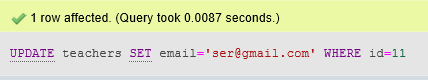 1 row affected. (Query took 0.0087 seconds.)
UPDATE teachers SET email='ser@gmail.com' WHERE id=11